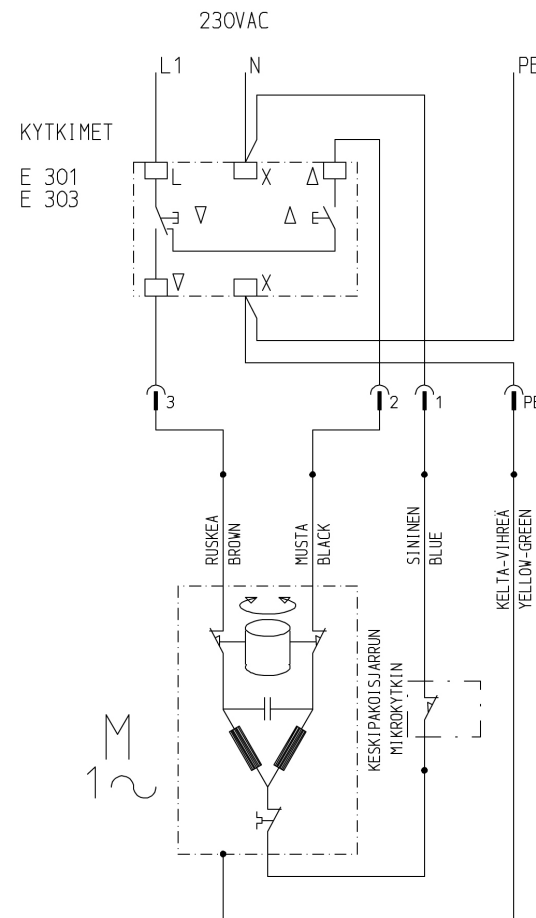 230VAC
L1
N
PE
KYTKIMET
E 301
E 303
L
X
X
3
2
1
PE
RUSKEA
BROWN
MUSTA
BLACK
SININEN
BLUE
KELTA-VIHREÄ
YELLOW-GREEN
KESKIPAKOISJARRUN
MIKROKYTKIN
M
1~